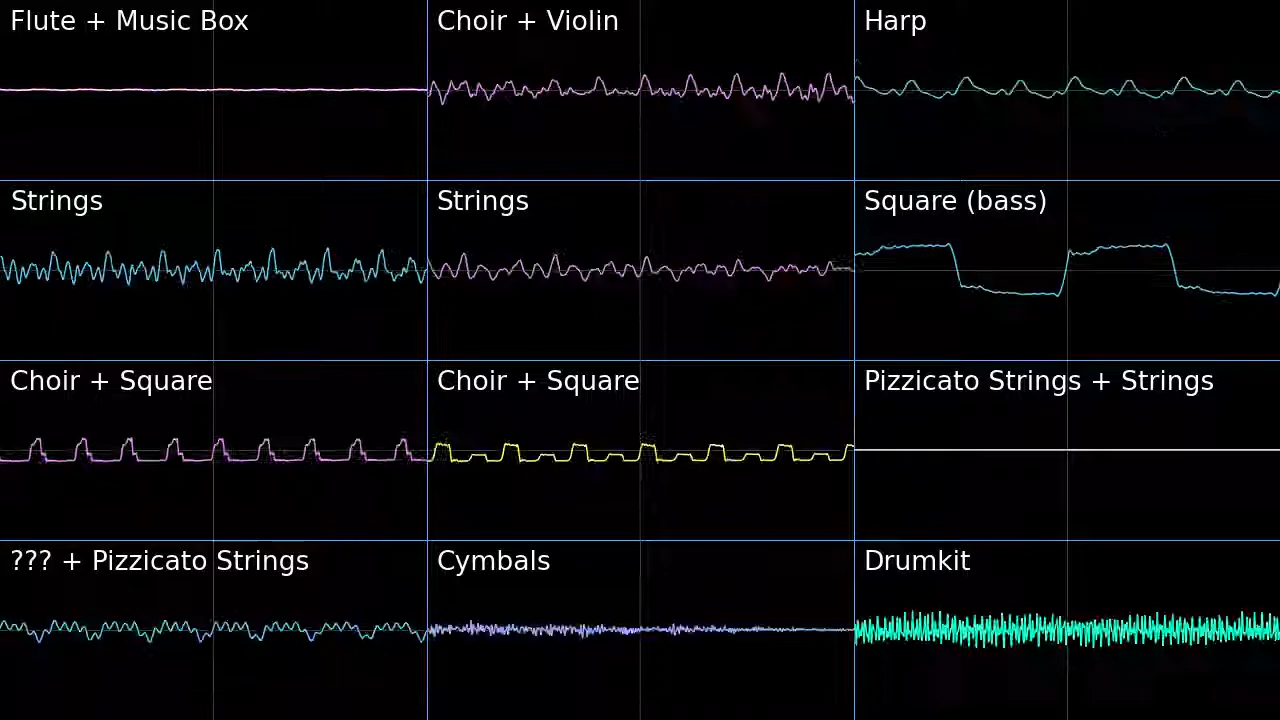 Flute + Music Box
Choir + Violin
Harp
Strings
Strings
Square (bass)
Choir + Square
Choir + Square
Pizzicato Strings + Strings
??? + Pizzicato Strings
Cymbals
Drumkit